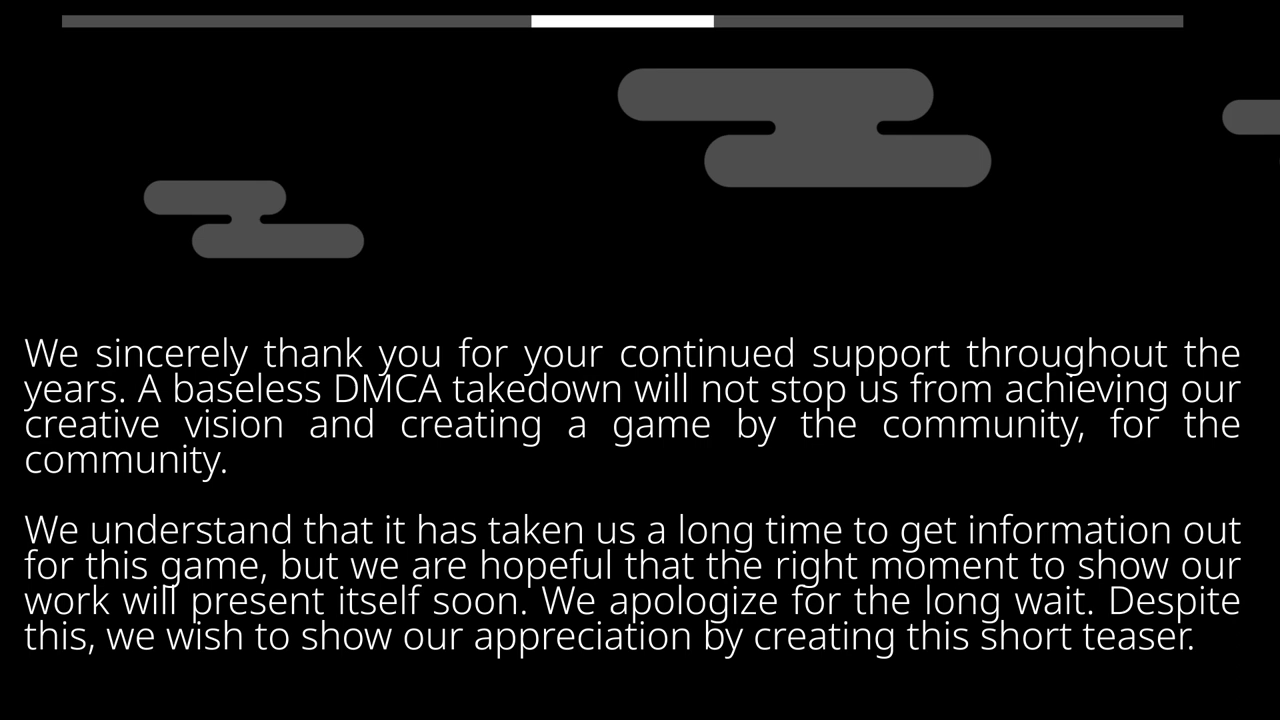 We sincerely thank you for your continued support throughout the
years. A baseless DMCA takedown will not stop us from achieving our
creative vision and creating a game by the community, for the
community.
We understand that it has taken us a long time to get information out
for this game, but we are hopeful that the right moment to show our
work will present itself soon. We apologize for the long wait. Despite
this, we wish to show our appreciation by creating this short teaser.